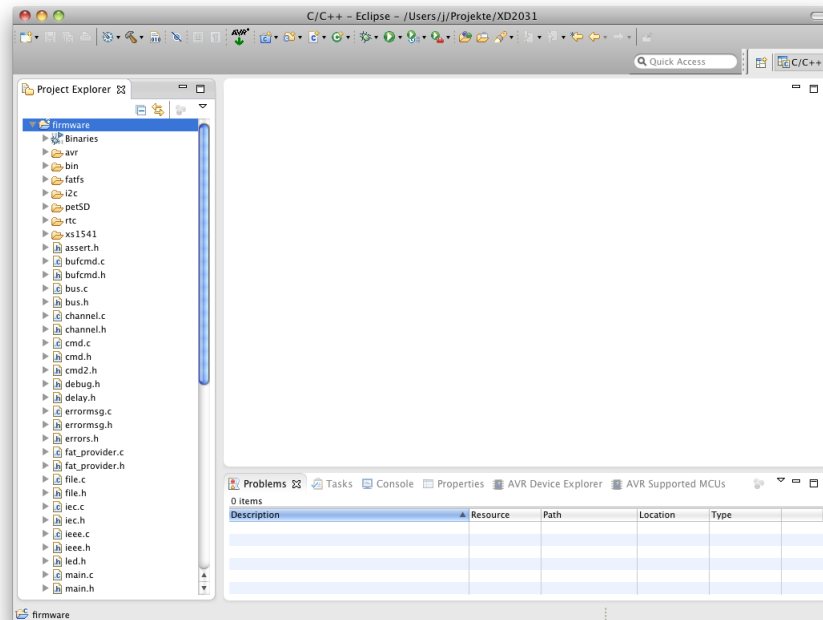 C/C++ - Eclipse - /Users/j/Projekte/XD2031
AVR*
Quick Access
C/C++
Project Explorer
firmware
Binaries
avr
bin
fatfs
i2c
petSD
rtc
xs1541
assert.h
bufcmd.c
bufcmd.h
bus.c
bus.h
channel.c
channel.h
cmd.c
cmd.h
cmd2.h
debug.h
delay.h
errormsg.c
errormsg.h
errors.h
fat_provider.c
fat_provider.h
file.c
file.h
iec.c
iec.h
ieee.c
ieee.h
led.h
main.c
main.h
Problems Tasks Console Properties AVR Device Explorer AVR Supported MCUs
0 items
Description Resource Path Location Type
firmware